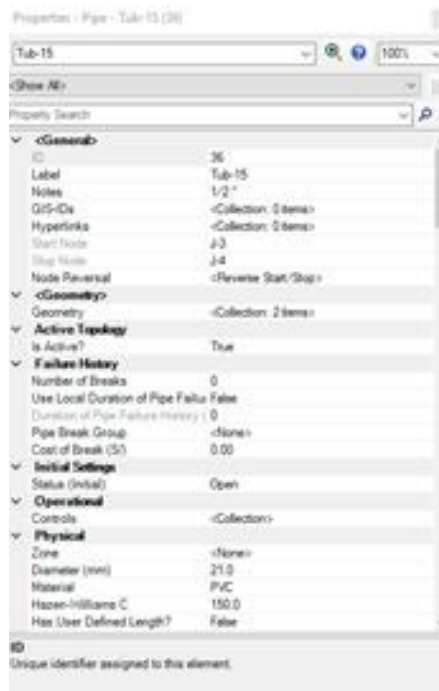 Properties - Pipe - Tub-15 (36)
Tub-15 100%
<Show All>
Property Search
<General>
ID 36
Label Tub-15
Notes 1/2 "
GIS-IDs <Collection: 0 items>
Hyperlinks <Collection: 0 items>
Start Node J-3
Stop Node J-4
Node Reversal <Reverse Start/Stop>
<Geometry>
Geometry <Collection: 2 items>
Active Topology
Is Active? True
Failure History
Number of Breaks 0
Use Local Duration of Pipe Failur False
Duration of Pipe Failure History ( 0
Pipe Break Group <None>
Cost of Break (S/) 0.00
Initial Settings
Status (Initial) Open
Operational
Controls <Collection>
Physical
Zone <None>
Diameter (mm) 21.0
Material PVC
Hazen-Williams C 150.0
Has User Defined Length? False
ID
Unique identifier assigned to this element.